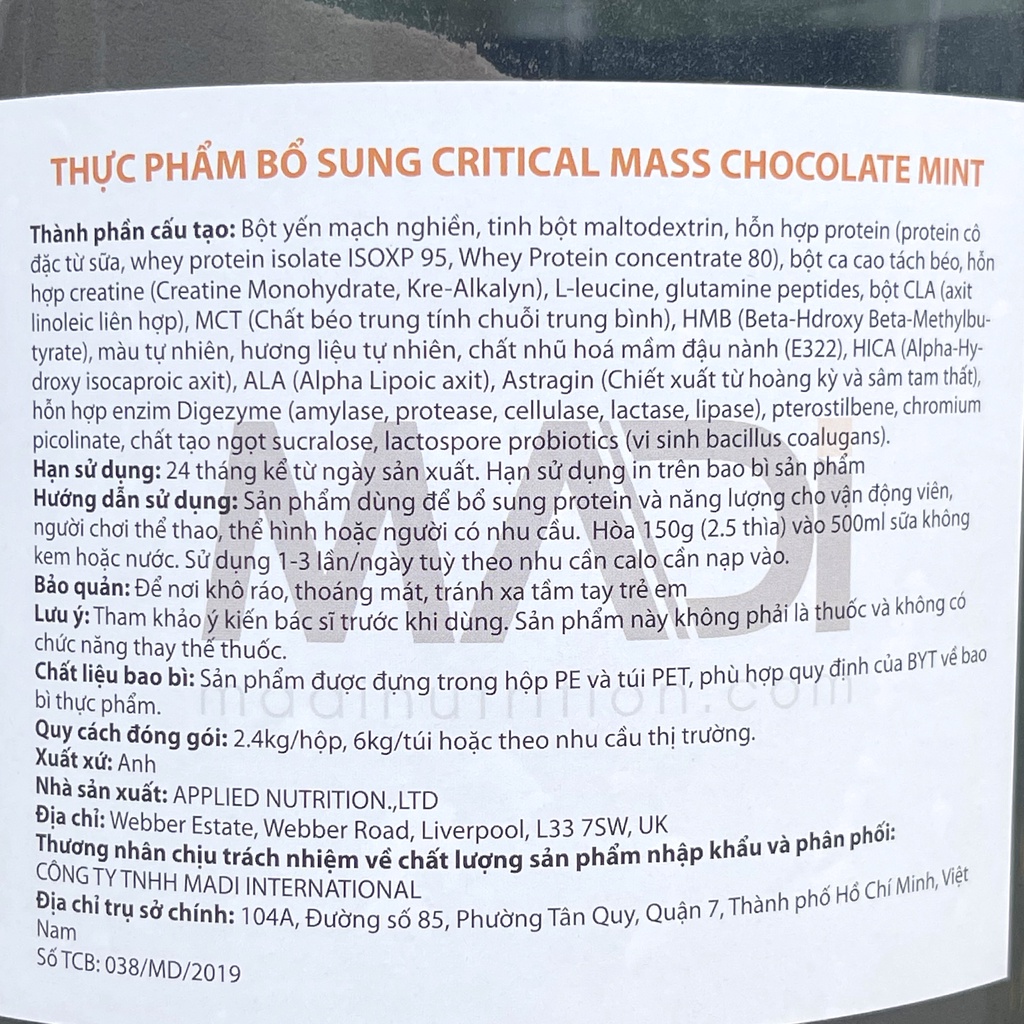 THỰC PHẨM BỔ SUNG CRITICAL MASS CHOCOLATE MINT
Thành phần cấu tạo: Bột yến mạch nghiền, tinh bột maltodextrin, hỗn hợp protein (protein cô
đặc từ sữa, whey protein isolate ISOXP 95, Whey Protein concentrate 80), bột ca cao tách béo, hỗn
hợp creatine (Creatine Monohydrate, Kre-Alkalyn), L-leucine, glutamine peptides, bột CLA (axit
linoleic liên hợp), MCT (Chất béo trung tính chuỗi trung bình), HMB (Beta-Hdroxy Beta-Methylbu-
tyrate), màu tự nhiên, hương liệu tự nhiên, chất nhũ hoá mầm đậu nành (E322), HICA (Alpha-Hy-
droxy isocaproic axit), ALA (Alpha Lipoic axit), Astragin (Chiết xuất từ hoàng kỳ và sâm tam thất),
hỗn hợp enzim Digezyme (amylase, protease, cellulase, lactase, lipase), pterostilbene, chromium
picolinate, chất tạo ngọt sucralose, lactospore probiotics (vi sinh bacillus coalugans).
Hạn sử dụng: 24 tháng kể từ ngày sản xuất. Hạn sử dụng in trên bao bì sản phẩm
Hướng dẫn sử dụng: Sản phẩm dùng để bổ sung protein và năng lượng cho vận động viên,
người chơi thể thao, thể hình hoặc người có nhu cầu. Hòa 150g (2.5 thìa) vào 500ml sữa không
kem hoặc nước. Sử dụng 1-3 lần/ngày tuỳ theo nhu cần calo cần nạp vào.
Bảo quản: Để nơi khô ráo, thoáng mát, tránh xa tầm tay trẻ em
Lưu ý: Tham khảo ý kiến bác sĩ trước khi dùng. Sản phẩm này không phải là thuốc và không có
chức năng thay thế thuốc.
Chất liệu bao bì: Sản phẩm được đựng trong hộp PE và túi PET, phù hợp quy định của BYT về bao
bì thực phẩm.
Quy cách đóng gói: 2.4kg/hộp, 6kg/túi hoặc theo nhu cầu thị trường.
Xuất xứ: Anh
Nhà sản xuất: APPLIED NUTRITION.,LTD
Địa chỉ: Webber Estate, Webber Road, Liverpool, L33 7SW, UK
Thương nhân chịu trách nhiệm về chất lượng sản phẩm nhập khẩu và phân phối:
CÔNG TY TNHH MADI INTERNATIONAL
Địa chỉ trụ sở chính: 104A, Đường số 85, Phường Tân Quy, Quận 7, Thành phố Hồ Chí Minh, Việt
Nam
Số TCB: 038/MD/2019
MADI
madinutrition.com